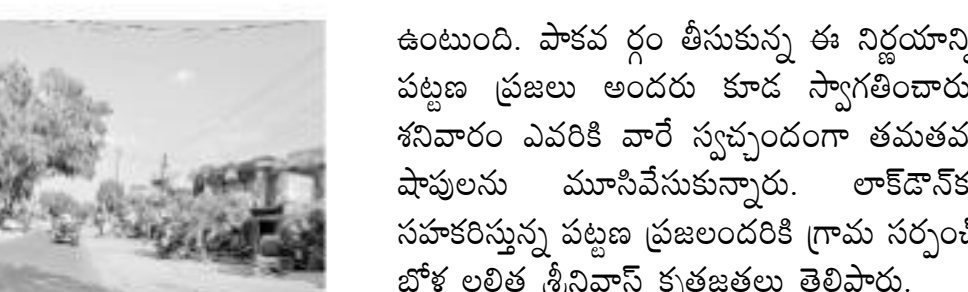 ఉంటుంది. పాకవ ర్గం తీసుకున్న ఈ నిర్ణయాన్ని
పట్టణ ప్రజలు అందరు కూడ స్వాగతించారు
శనివారం ఎవరికి వారే స్వచ్చందంగా తమతమ
షాపులను మూసివేసుకున్నారు. లాక్‌డౌన్‌క
సహకరిస్తున్న పట్టణ ప్రజలందరికి గ్రామ సర్పంచ్
బోళ లలిత శ్రీనివాస్ కృతజ్ఞతలు తెలిపారు.